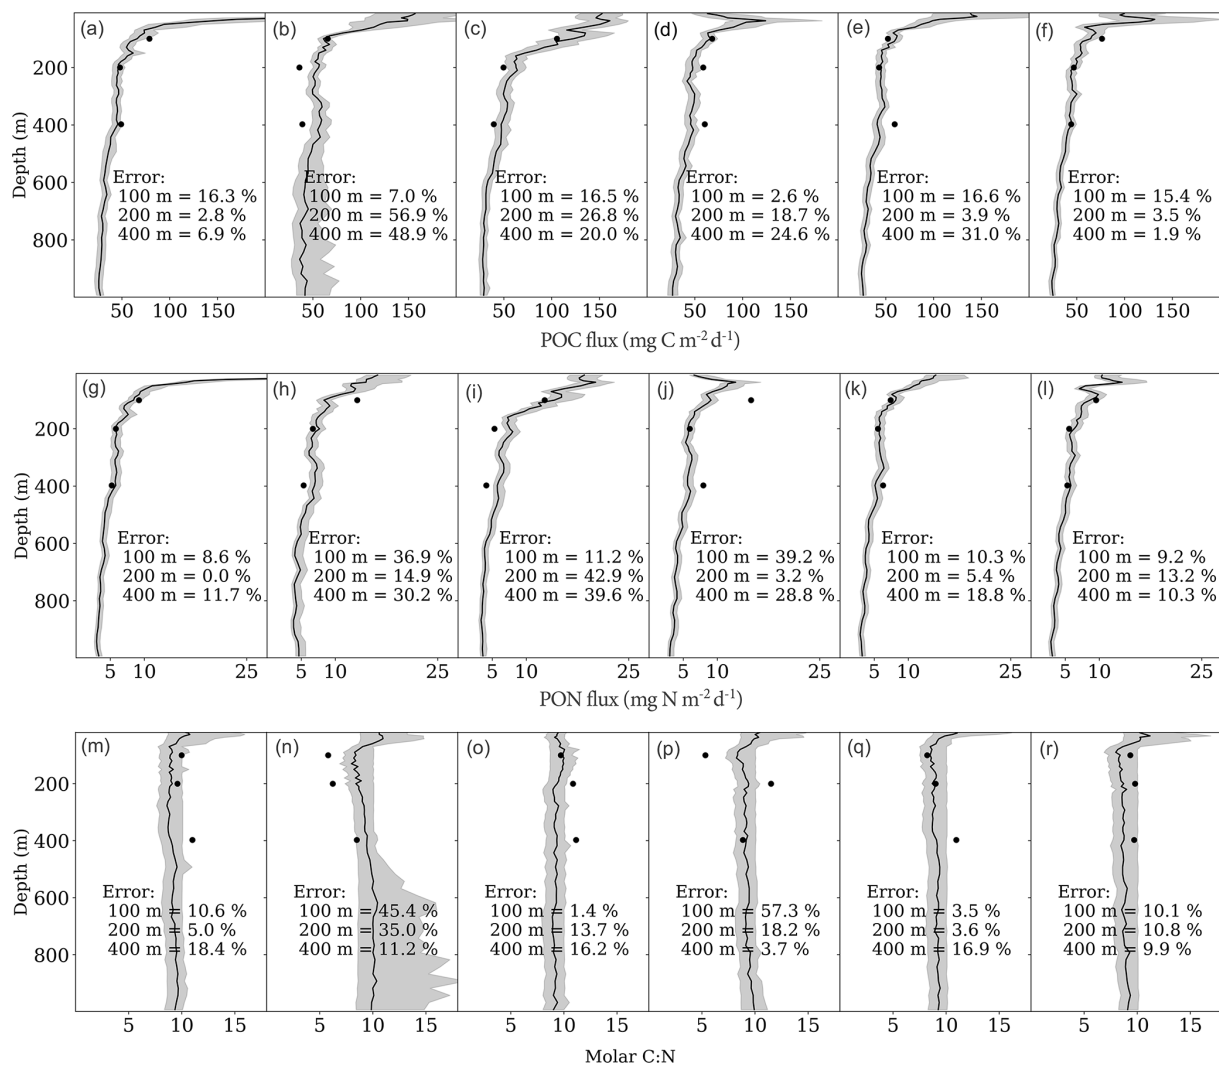 (a) (b) (c) (d) (e) (f)
200
400
600
800
Depth (m)
Error: Error: Error: Error: Error: Error:
100 m = 16.3 % 100 m = 7.0 % 100 m = 16.5 % 100 m = 2.6 % 100 m = 16.6 % 100 m = 15.4 %
200 m = 2.8 % 200 m = 56.9 % 200 m = 26.8 % 200 m = 18.7 % 200 m = 3.9 % 200 m = 3.5 %
400 m = 6.9 % 400 m = 48.9 % 400 m = 20.0 % 400 m = 24.6 % 400 m = 31.0 % 400 m = 1.9 %
50 100 150 50 100 150 50 100 150 50 100 150 50 100 150 50 100 150
POC flux (mg C m-2 d-1)
(g) (h) (i) (j) (k) (l)
200
400
600
800
Depth (m)
Error: Error: Error: Error: Error: Error:
100 m = 8.6 % 100 m = 36.9 % 100 m = 11.2 % 100 m = 39.2 % 100 m = 10.3 % 100 m = 9.2 %
200 m = 0.0 % 200 m = 14.9 % 200 m = 42.9 % 200 m = 3.2 % 200 m = 5.4 % 200 m = 13.2 %
400 m = 11.7 % 400 m = 30.2 % 400 m = 39.6 % 400 m = 28.8 % 400 m = 18.8 % 400 m = 10.3 %
5 10 25 5 10 25 5 10 25 5 10 25 5 10 25 5 10 25
PON flux (mg N m-2 d-1)
(m) (n) (o) (p) (q) (r)
200
400
600
800
Depth (m)
Error: Error: Error: Error: Error: Error:
100 m = 10.6 % 100 m = 45.4 % 100 m = 1.4 % 100 m = 57.3 % 100 m = 3.5 % 100 m = 10.1 %
200 m = 5.0 % 200 m = 35.0 % 200 m = 13.7 % 200 m = 18.2 % 200 m = 3.6 % 200 m = 10.8 %
400 m = 18.4 % 400 m = 11.2 % 400 m = 16.2 % 400 m = 3.7 % 400 m = 16.9 % 400 m = 9.9 %
5 10 15 5 10 15 5 10 15 5 10 15 5 10 15 5 10 15
Molar C:N